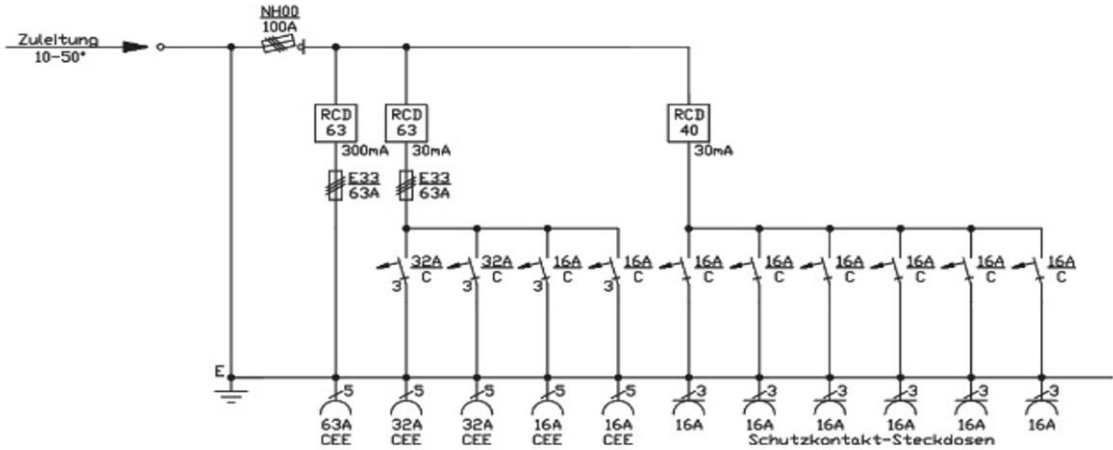 NH00
100A
Zuleitung
10-50°
RCD
63
300mA
RCD
63
30mA
RCD
40
30mA
E33
63A
E33
63A
32A
C
3
32A
C
3
16A
C
3
16A
C
3
16A
C
16A
C
16A
C
16A
C
16A
C
16A
C
E
5
5
5
5
5
3
3
3
3
3
3
63A
CEE
32A
CEE
32A
CEE
16A
CEE
16A
CEE
16A
16A
16A
16A
16A
16A
Schutzkontakt-Steckdosen